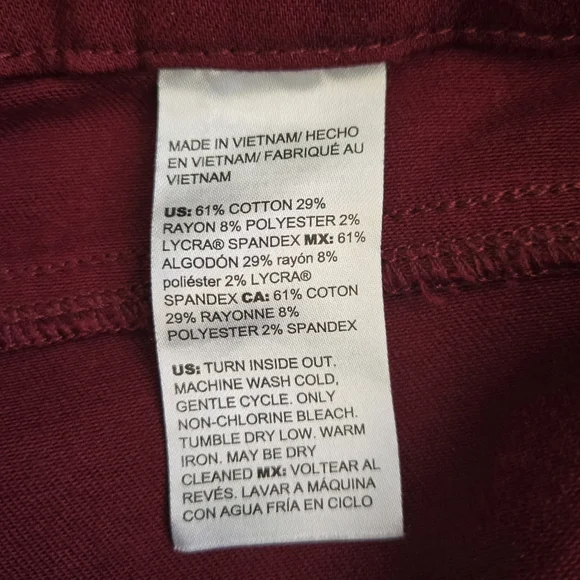 MADE IN VIETNAM/ HECHO
EN VIETNAM/ FABRIQUÉ AU
VIETNAM
US: 61% COTTON 29%
RAYON 8% POLYESTER 2%
LYCRA® SPANDEX MX: 61%
ALGODÓN 29% rayón 8%
poliéster 2% LYCRA®
SPANDEX CA: 61% COTON
29% RAYONNE 8%
POLYESTER 2% SPANDEX
US: TURN INSIDE OUT.
MACHINE WASH COLD,
GENTLE CYCLE. ONLY
NON-CHLORINE BLEACH.
TUMBLE DRY LOW. WARM
IRON. MAY BE DRY
CLEANED MX: VOLTEAR AL
REVÉS. LAVAR A MÁQUINA
CON AGUA FRÍA EN CICLO